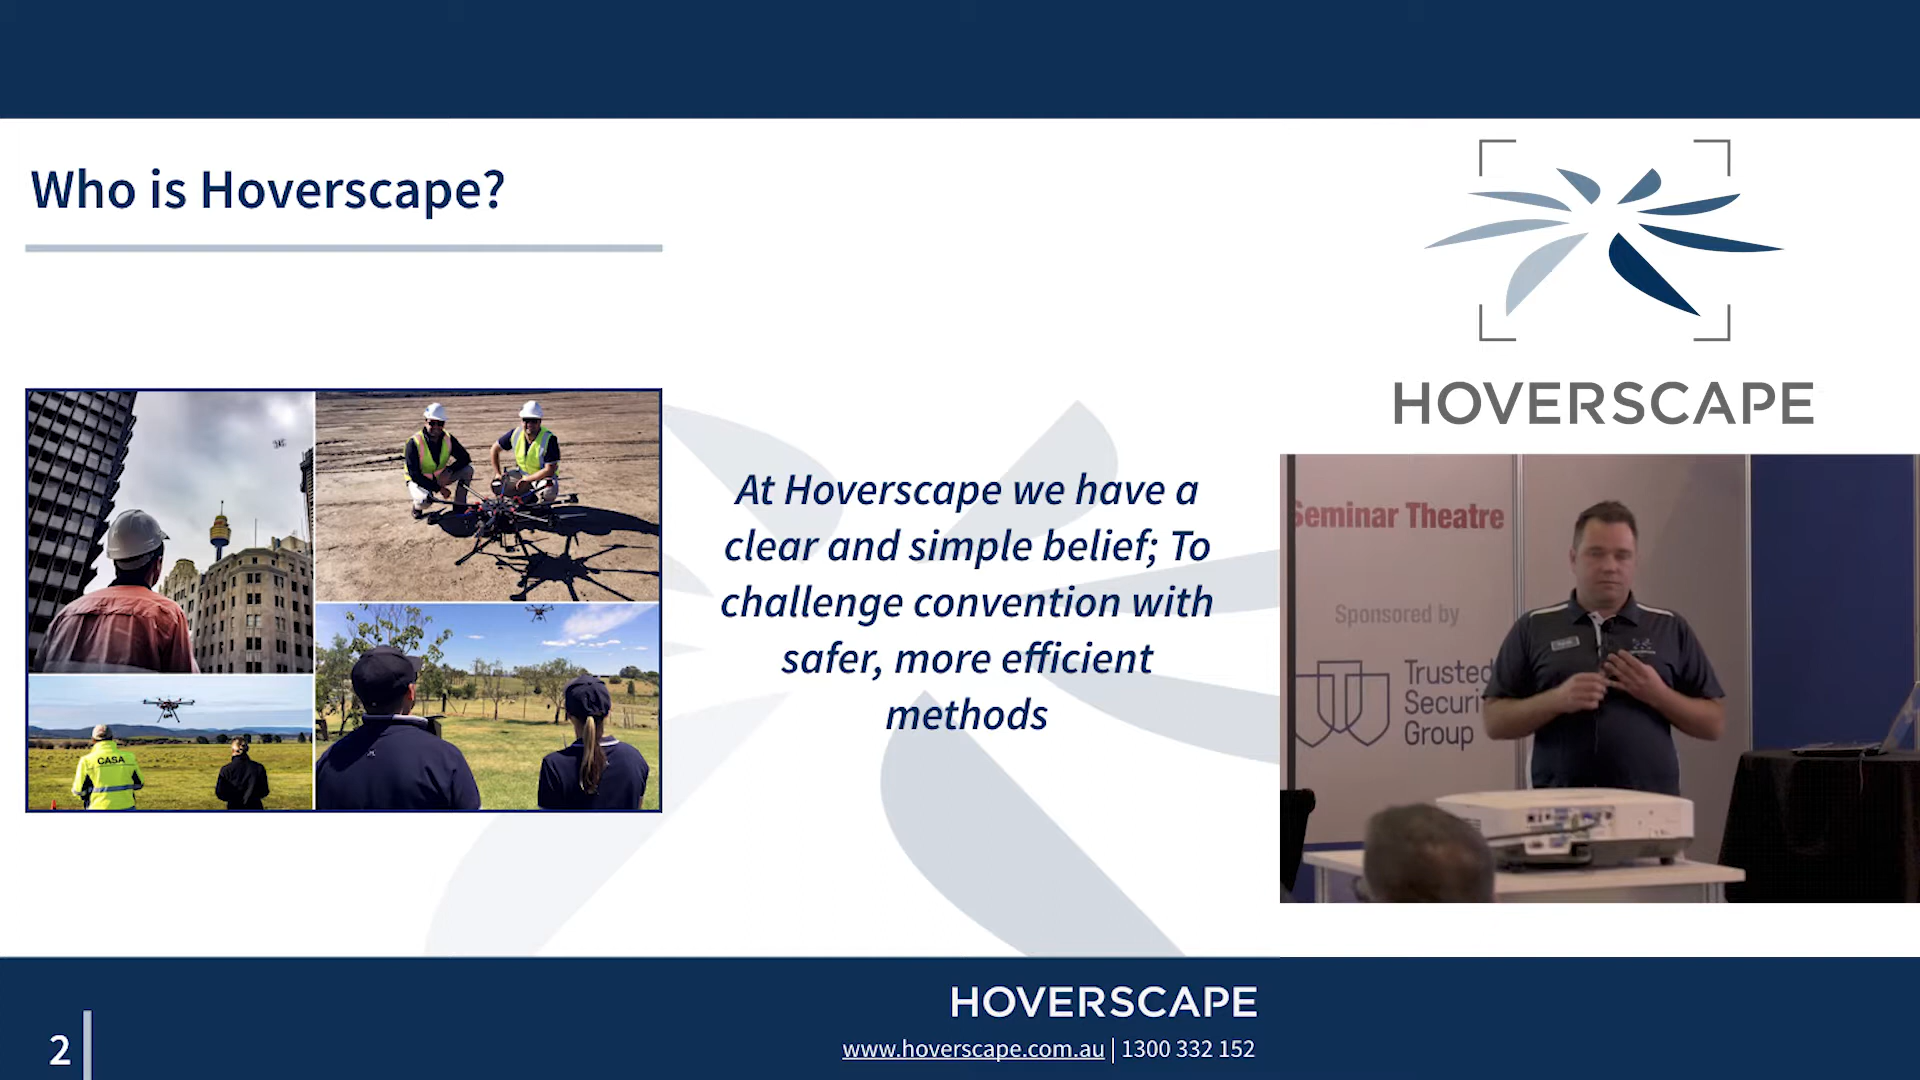 Who is Hoverscape?
HOVERSCAPE
At Hoverscape we have a
clear and simple belief; To
challenge convention with
safer, more efficient
methods
CASA
Seminar Theatre
Sponsored by
Trusted
Securi
Group
HOVERSCAPE
www.hoverscape.com.au | 1300 332 152
2